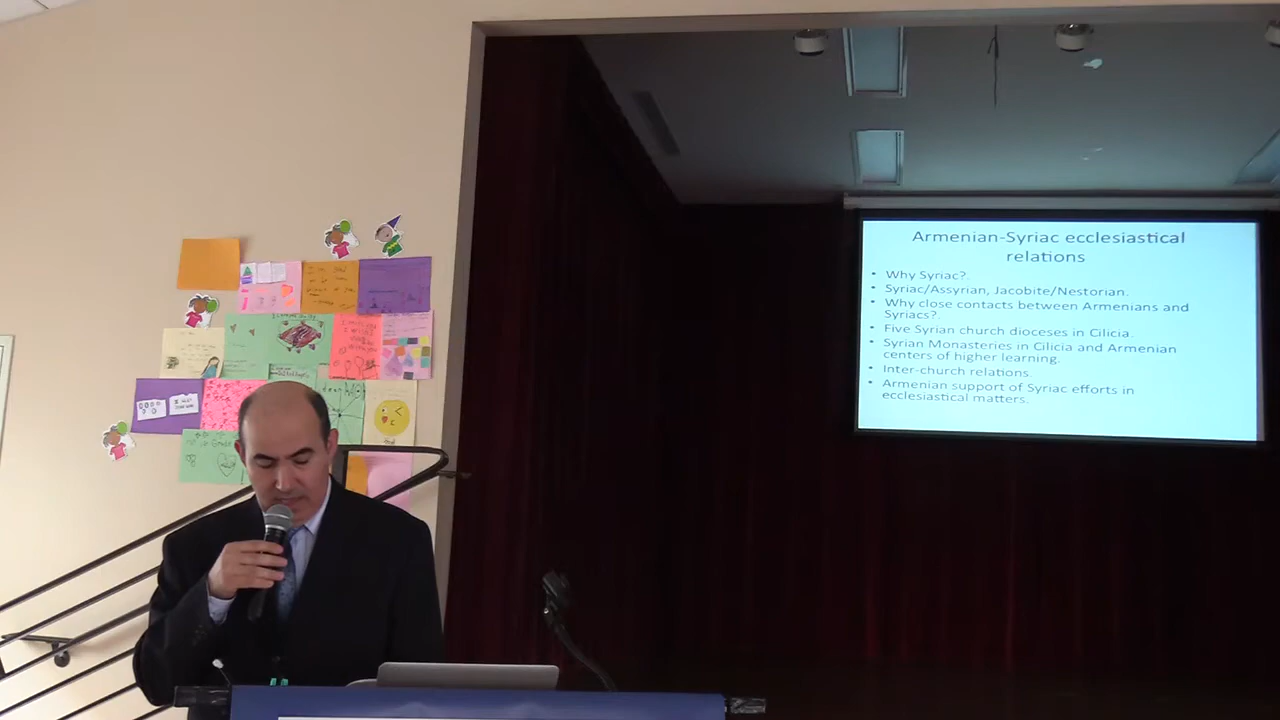 Armenian-Syriac ecclesiastical
relations
• Why Syriac?.
• Syriac/Assyrian, Jacobite/Nestorian.
• Why close contacts between Armenians and
Syriacs?.
• Five Syrian church dioceses in Cilicia.
• Syrian Monasteries in Cilicia and Armenian
centers of higher learning.
• Inter-church relations.
• Armenian support of Syriac efforts in
ecclesiastical matters.